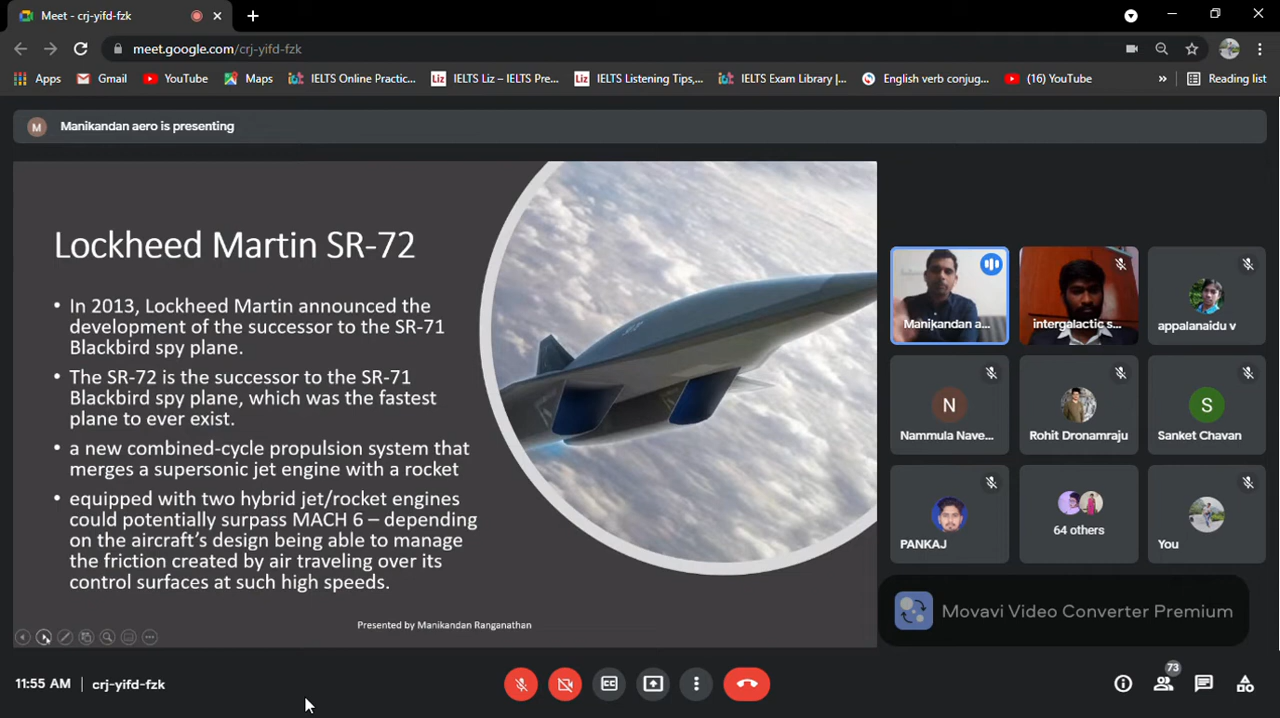 Meet - crj-yifd-fzk
meet.google.com/crj-yifd-fzk
Apps
Gmail
YouTube
Maps
IELTS Online Practic...
Liz
IELTS Liz – IELTS Pre...
Liz
IELTS Listening Tips,...
IELTS Exam Library |...
English verb conjug...
(16) YouTube
»
Reading list
M
Manikandan aero is presenting
Lockheed Martin SR-72
• In 2013, Lockheed Martin announced the
development of the successor to the SR-71
Blackbird spy plane.
• The SR-72 is the successor to the SR-71
Blackbird spy plane, which was the fastest
plane to ever exist.
• a new combined-cycle propulsion system that
merges a supersonic jet engine with a rocket
• equipped with two hybrid jet/rocket engines
could potentially surpass MACH 6 – depending
on the aircraft's design being able to manage
the friction created by air traveling over its
control surfaces at such high speeds.
Presented by Manikandan Ranganathan
Manikandan a...
intergalactic s...
appalanaidu v
N
Nammula Nave...
Rohit Dronamraju
S
Sanket Chavan
PANKAJ
64 others
You
Movavi Video Converter Premium
11:55 AM
crj-yifd-fzk
CC
73